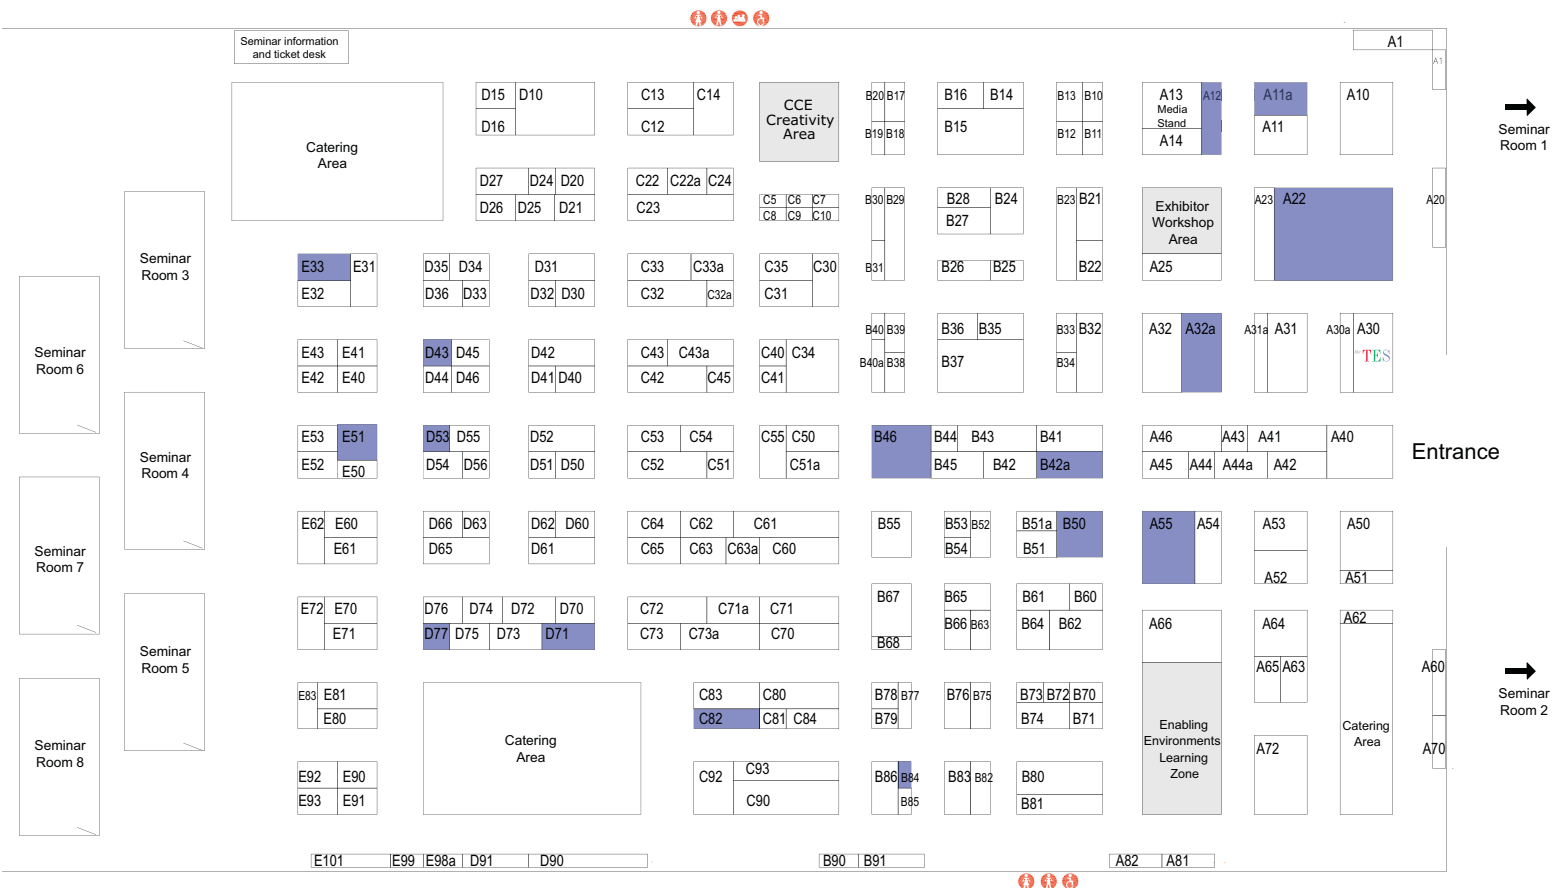 Seminar information
and ticket desk
A1
A1
D15
D10
D16
C13
C14
C12
CCE
Creativity
Area
B20
B17
B19
B18
B16
B14
B15
B13
B10
B12
B11
A13
Media
Stand
A14
A12
A11a
A11
A10
Seminar
Room 1
Catering
Area
D27
D24
D20
D26
D25
D21
C22
C22a
C24
C23
C5
C6
C7
C8
C9
C10
B30
B29
B31
B28
B24
B27
B26
B25
B23
B21
B22
Exhibitor
Workshop
Area
A25
A23
A22
A20
Seminar
Room 3
E33
E31
E32
D35
D34
D36
D33
D31
D32
D30
C33
C33a
C32
C32a
C35
C30
C31
Seminar
Room 6
E43
E41
E42
E40
D43
D45
D44
D46
D42
D41
D40
C43
C43a
C42
C45
C40
C34
C41
B40
B39
B40a
B38
B36
B35
B37
B33
B32
B34
A32
A32a
A31a
A31
A30a
A30
TES
Seminar
Room 4
E53
E51
E52
E50
D53
D55
D54
D56
D52
D51
D50
C53
C54
C52
C51
C55
C50
C51a
B46
B44
B43
B41
B45
B42
B42a
A46
A43
A41
A40
A45
A44
A44a
A42
Entrance
Seminar
Room 7
E62
E60
E61
D66
D63
D65
D62
D60
D61
C64
C62
C61
C65
C63
C63a
C60
B55
B53
B52
B54
B51a
B50
B51
A55
A54
A53
A52
A50
A51
Seminar
Room 5
E72
E70
E71
D76
D74
D72
D70
D77
D75
D73
D71
C72
C71a
C71
C73
C73a
C70
B67
B68
B65
B66
B63
B61
B60
B64
B62
A66
A64
A65
A63
A62
A60
Seminar
Room 2
Seminar
Room 8
E83
E81
E80
Catering
Area
C83
C80
C82
C81
C84
B78
B77
B79
B76
B75
B73
B72
B70
B74
B71
Enabling
Environments
Learning
Zone
A72
Catering
Area
A70
E92
E90
E93
E91
C92
C93
C90
B86
B84
B85
B83
B82
B80
B81
E101
E99
E98a
D91
D90
B90
B91
A82
A81